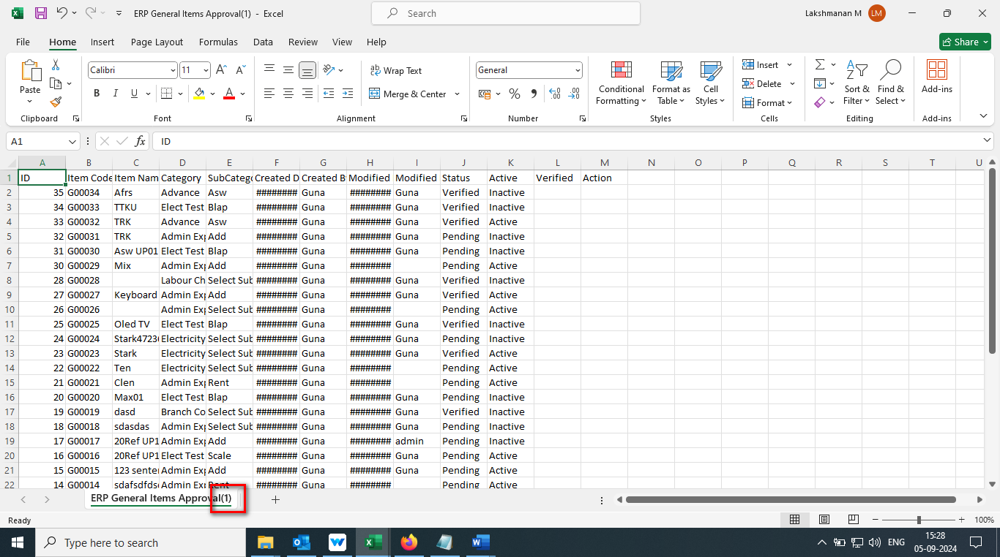 ERP General Items Approval(1) - Excel
Search
Lakshmanan M
LM
File Home Insert Page Layout Formulas Data Review View Help
Share
Paste
Calibri 11
B I U A
Wrap Text
Merge & Center
General
Conditional Formatting
Format as Table
Cell Styles
Insert
Delete
Format
Sort & Filter
Find & Select
Add-ins
Clipboard Font Alignment Number Styles Cells Editing Add-ins
A1 fx ID
A B C D E F G H I J K L M N O P Q R S T U
1 ID Item Code Item Nam Category SubCatego Created D Created B Modified Modified Status Active Verified Action
2 35 G00034 Afrs Advance Asw ######## Guna ######## Guna Verified Inactive
3 34 G00033 TTKU Elect Test Blap ######## Guna ######## Guna Verified Inactive
4 33 G00032 TRK Advance Asw ######## Guna ######## Guna Verified Active
5 32 G00031 TRK Admin Exp Add ######## Guna ######## Guna Pending Inactive
6 31 G00030 Asw UP01 Elect Test Blap ######## Guna ######## Guna Pending Inactive
7 30 G00029 Mix Admin Exp Add ######## Guna ######## Pending Active
8 28 G00028 Labour Ch Select Sub ######## Guna ######## Guna Verified Inactive
9 27 G00027 Keyboard Admin Exp Add ######## Guna ######## Guna Verified Active
10 26 G00026 Admin Exp Select Sub ######## Guna ######## Pending Active
11 25 G00025 Oled TV Elect Test Blap ######## Guna ######## Guna Verified Inactive
12 24 G00024 Stark4723 Electricity Select Sub ######## Guna ######## Guna Pending Inactive
13 23 G00023 Stark Electricity Select Sub ######## Guna ######## Guna Verified Active
14 22 G00022 Ten Electricity Select Sub ######## Guna ######## Pending Active
15 21 G00021 Clen Admin Exp Rent ######## Guna ######## Pending Active
16 20 G00020 Max01 Elect Test Blap ######## Guna ######## Guna Pending Inactive
17 19 G00019 dasd Branch Co Select Sub ######## Guna ######## Guna Verified Inactive
18 18 G00018 sdasdas Admin Exp Select Sub ######## Guna ######## Guna Pending Active
19 17 G00017 20Ref UP1 Admin Exp Add ######## Guna ######## admin Pending Inactive
20 16 G00016 20Ref UP1 Elect Test Scale ######## Guna ######## Guna Pending Active
21 15 G00015 123 senter Admin Exp Add ######## Guna ######## Guna Pending Active
22 14 G00014 sdafsdfds Admin Exp Rent ######## Guna ######## Pending Active
ERP General Items Approval(1)
Ready
100%
Type here to search
ENG
15:28
05-09-2024